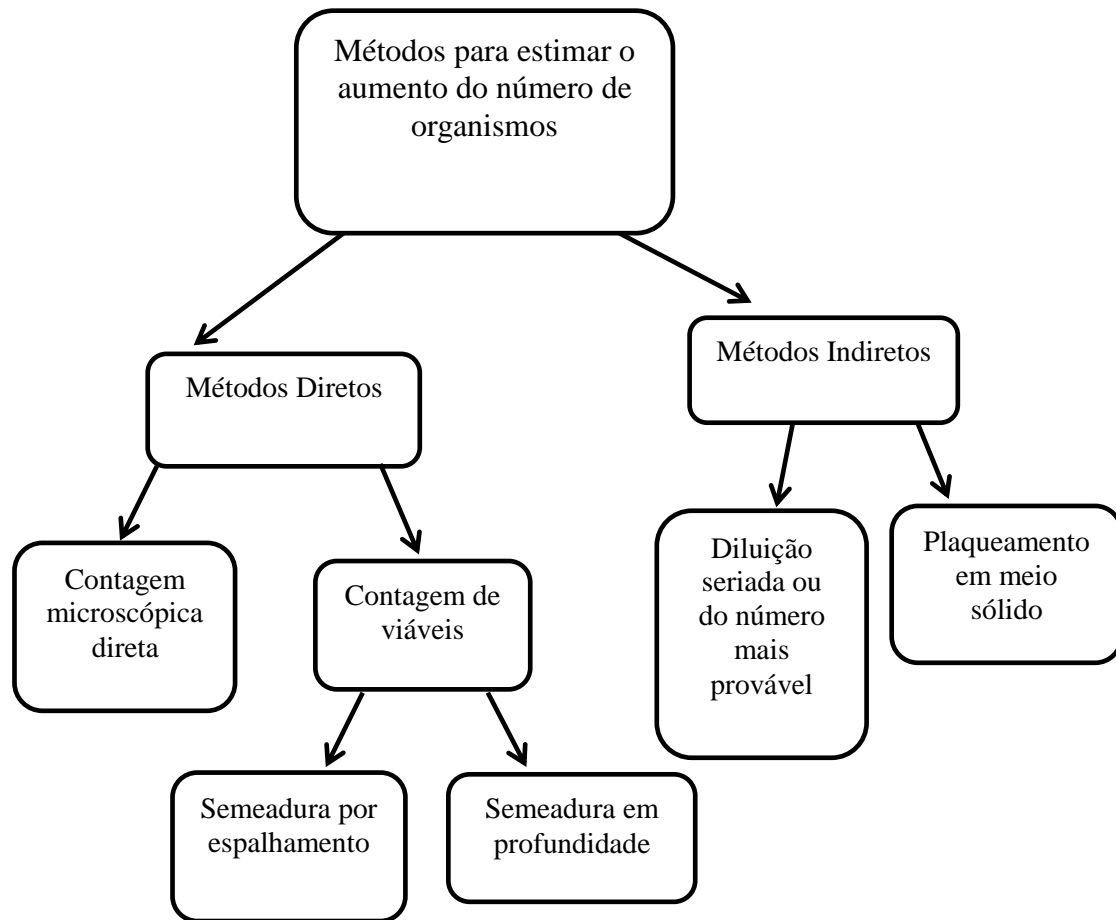 Métodos para estimar o
aumento do número de
organismos
Métodos Diretos
Métodos Indiretos
Contagem
microscópica
direta
Contagem de
viáveis
Diluição
seriada ou
do número
mais
provável
Plaqueamento
em meio
sólido
Semeadura por
espalhamento
Semeadura em
profundidade